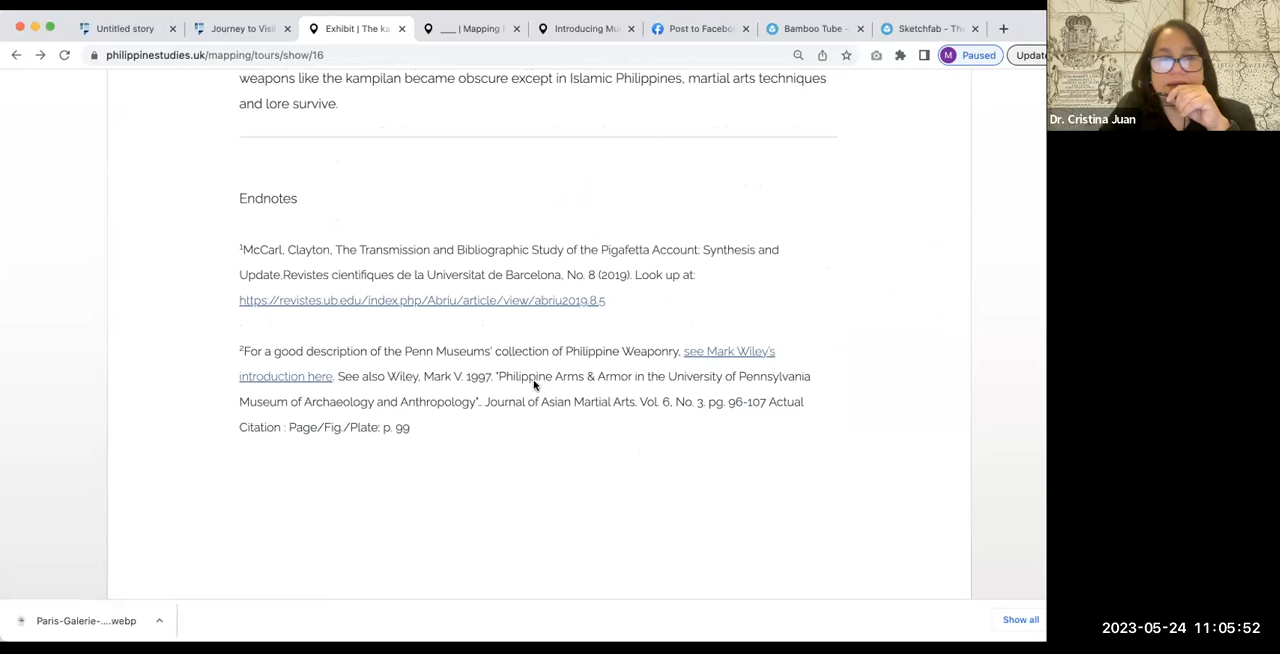 Untitled story
Journey to Visi
Exhibit | The ka
____ | Mapping
Introducing Mu
Post to Facebo
Bamboo Tube -
Sketchfab - The
philippinestudies.uk/mapping/tours/show/16
M Paused
Update
weapons like the kampilan became obscure except in Islamic Philippines, martial arts techniques
and lore survive.
Endnotes
¹McCarl, Clayton, The Transmission and Bibliographic Study of the Pigafetta Account: Synthesis and
Update,Revistes científiques de la Universitat de Barcelona, No. 8 (2019). Look up at:
https://revistes.ub.edu/index.php/Abriu/article/view/abriu2019.8.5
²For a good description of the Penn Museums' collection of Philippine Weaponry, see Mark Wiley's
introduction here. See also Wiley, Mark V. 1997. "Philippine Arms & Armor in the University of Pennsylvania
Museum of Archaeology and Anthropology".. Journal of Asian Martial Arts. Vol. 6, No. 3. pg. 96-107 Actual
Citation : Page/Fig./Plate: p. 99
Paris-Galerie-....webp
Show all
Dr. Cristina Juan
2023-05-24 11:05:52